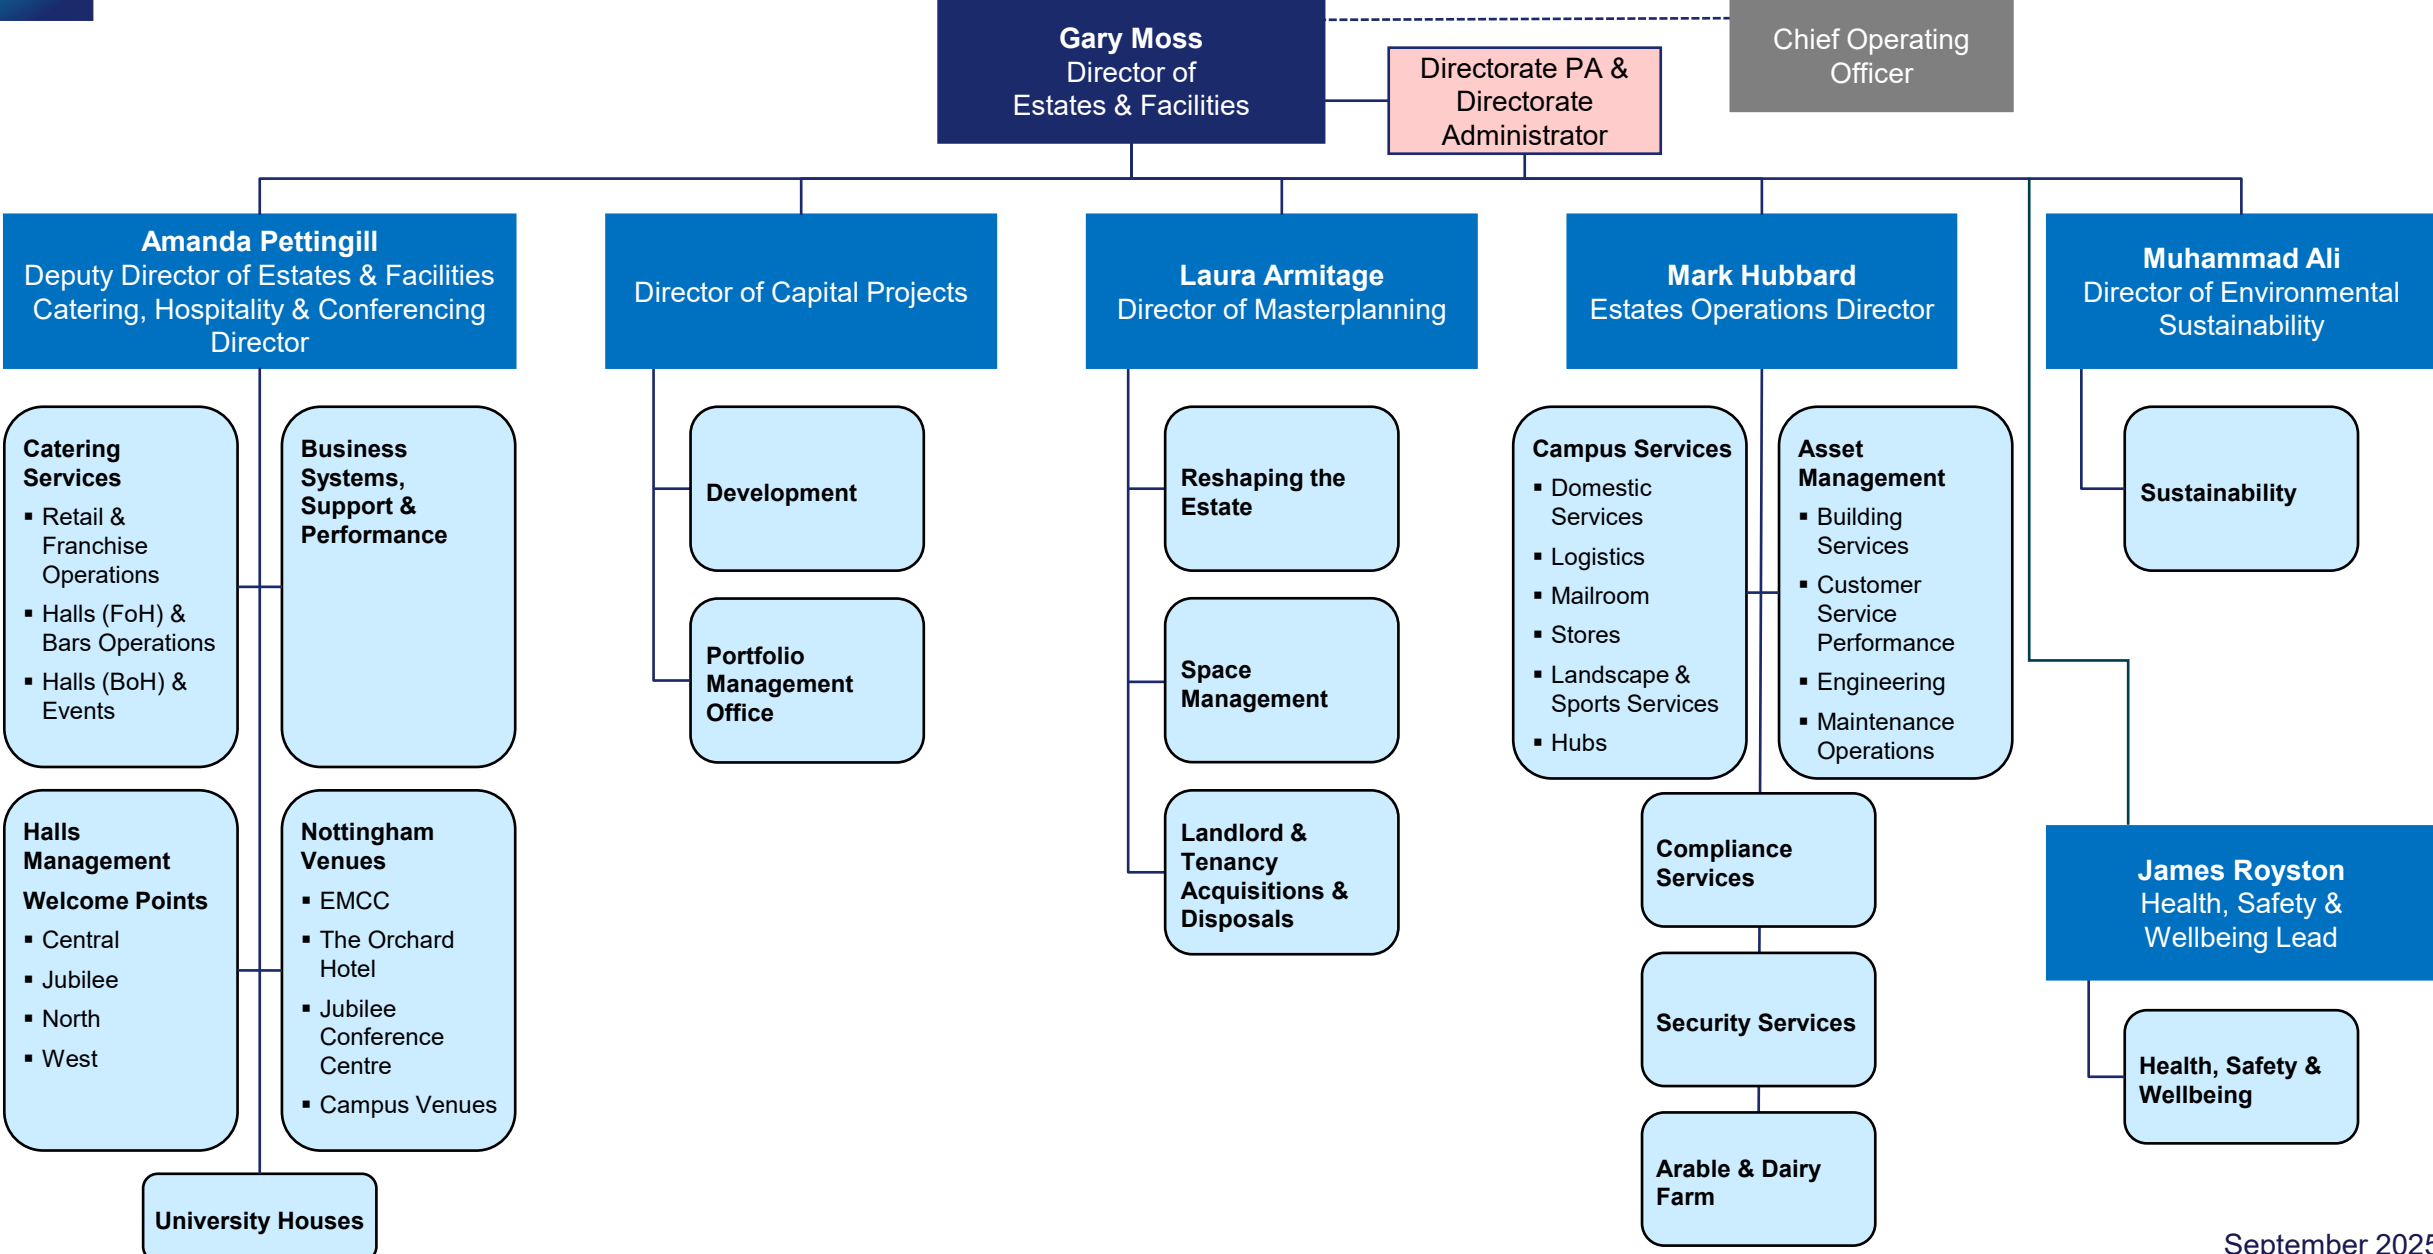 Gary Moss
Director of
Estates & Facilities
Directorate PA &
Directorate
Administrator
Chief Operating
Officer
Amanda Pettingill
Deputy Director of Estates & Facilities
Catering, Hospitality & Conferencing
Director
Director of Capital Projects
Laura Armitage
Director of Masterplanning
Mark Hubbard
Estates Operations Director
Muhammad Ali
Director of Environmental
Sustainability
Catering
Services
▪ Retail &
Franchise
Operations
▪ Halls (FoH) &
Bars Operations
▪ Halls (BoH) &
Events
Business
Systems,
Support &
Performance
Halls
Management
Welcome Points
▪ Central
▪ Jubilee
▪ North
▪ West
Nottingham
Venues
▪ EMCC
▪ The Orchard
Hotel
▪ Jubilee
Conference
Centre
▪ Campus Venues
University Houses
Development
Portfolio
Management
Office
Reshaping the
Estate
Space
Management
Landlord &
Tenancy
Acquisitions &
Disposals
Campus Services
▪ Domestic
Services
▪ Logistics
▪ Mailroom
▪ Stores
▪ Landscape &
Sports Services
▪ Hubs
Asset
Management
▪ Building
Services
▪ Customer
Service
Performance
▪ Engineering
▪ Maintenance
Operations
Compliance
Services
Security Services
Arable & Dairy
Farm
Sustainability
James Royston
Health, Safety &
Wellbeing Lead
Health, Safety &
Wellbeing
September 2025